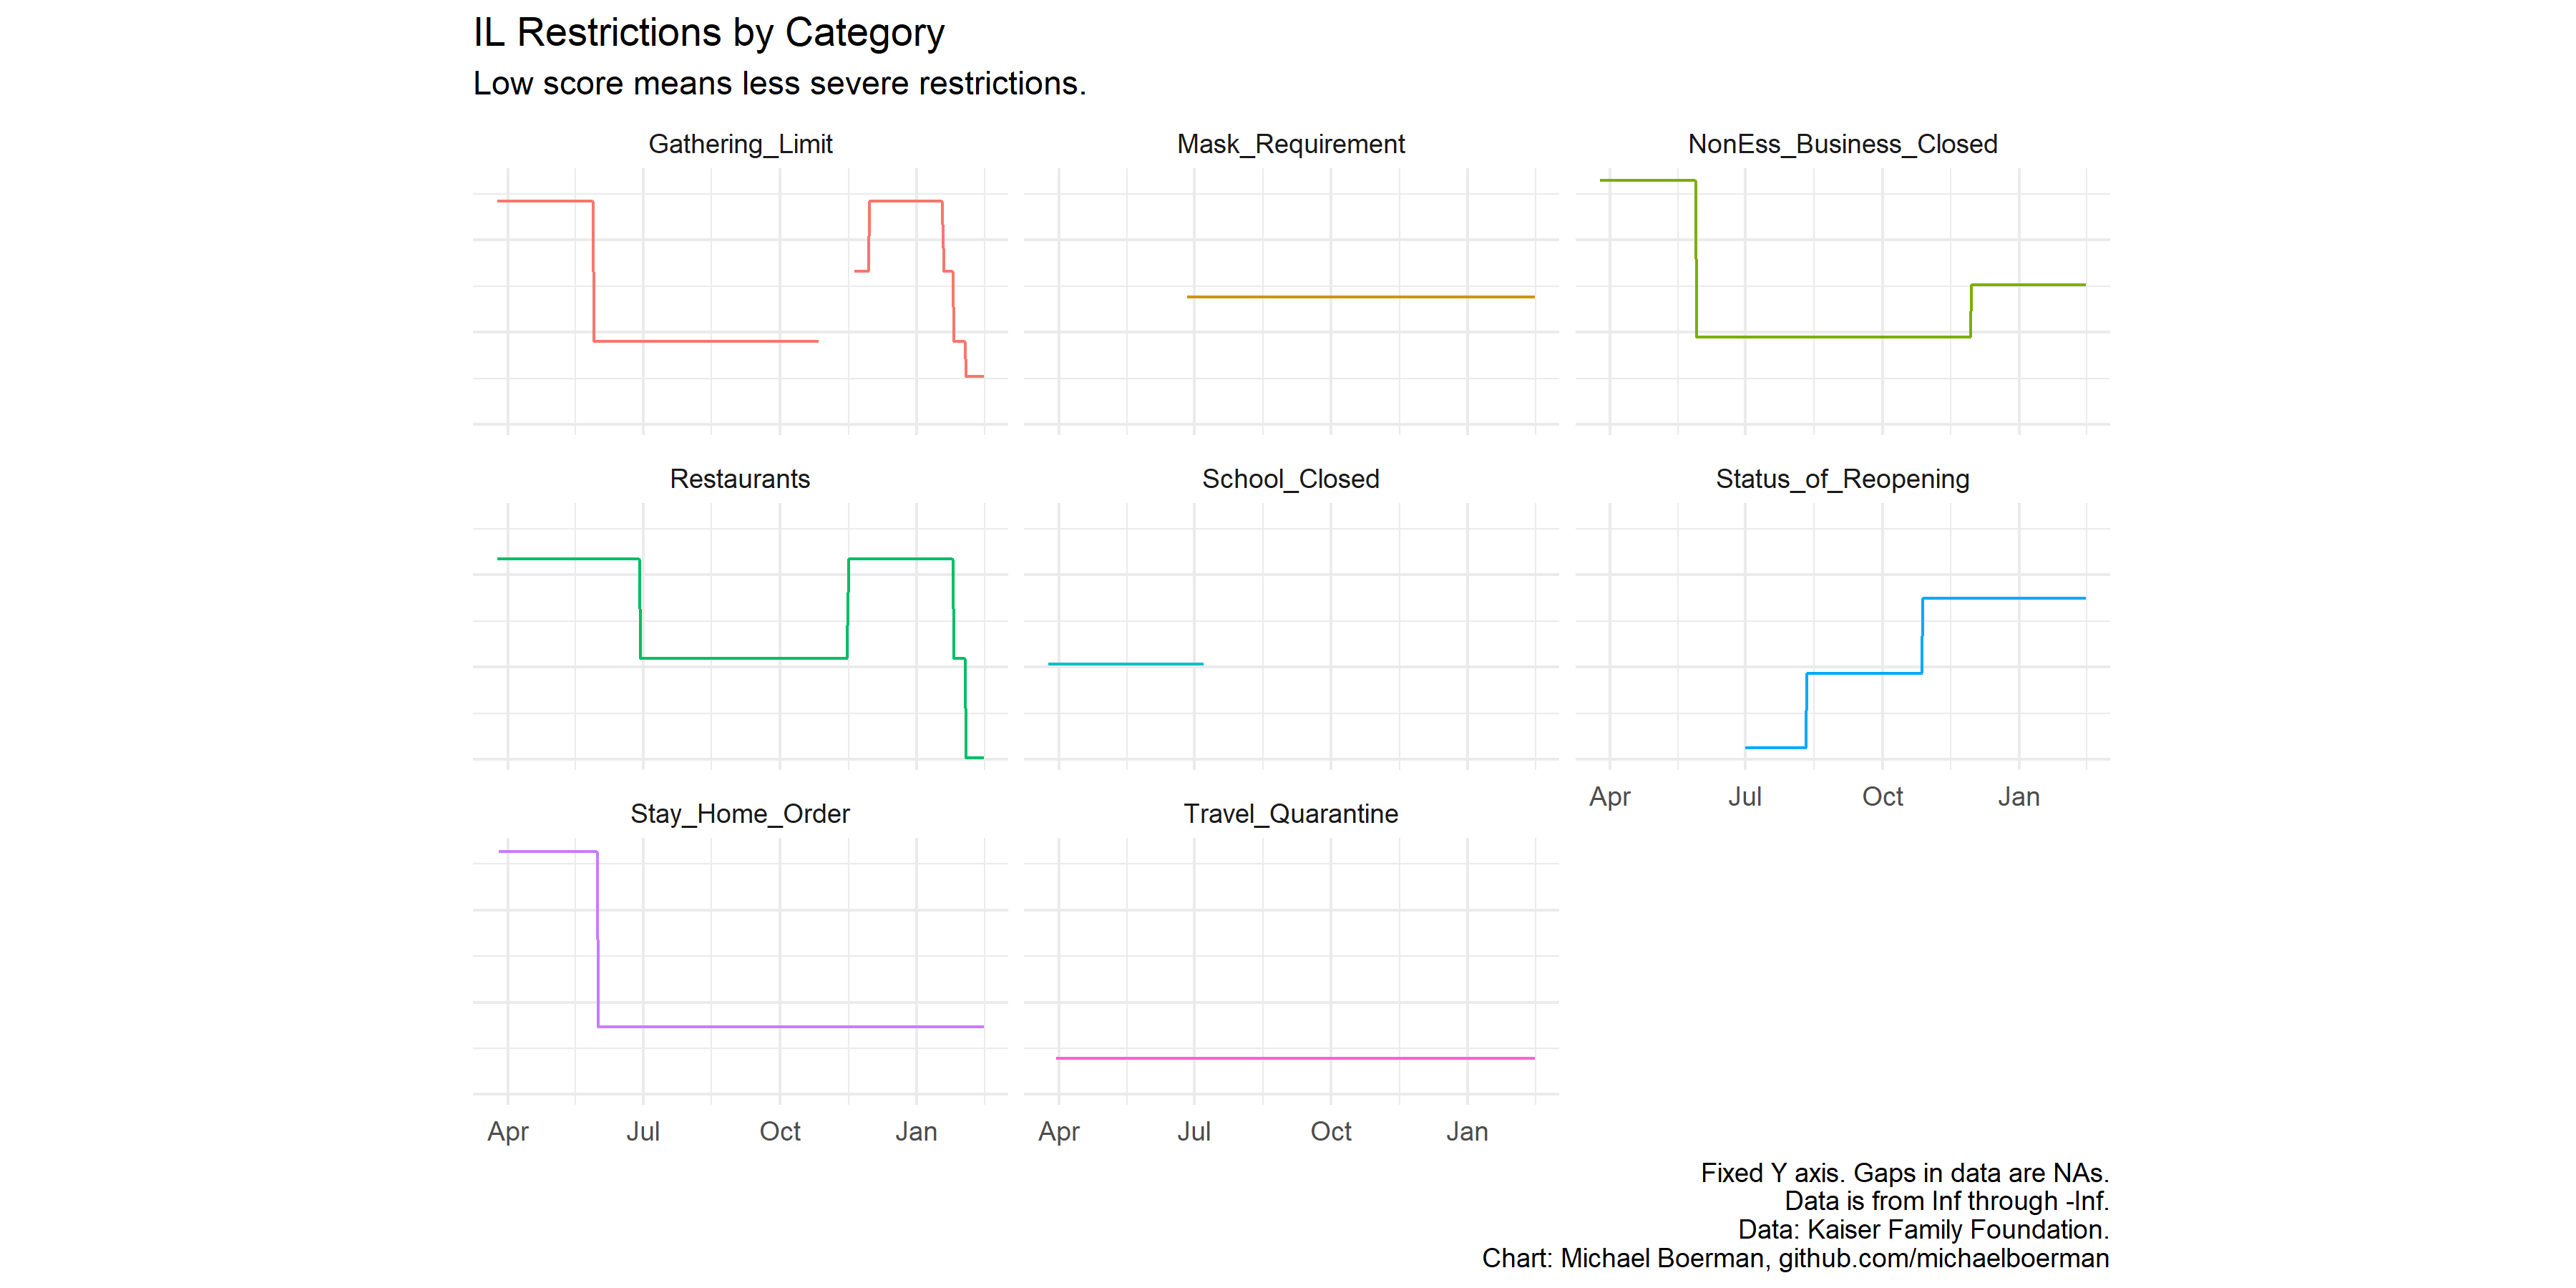 IL Restrictions by Category
Low score means less severe restrictions.
Gathering_Limit
Mask_Requirement
NonEss_Business_Closed
Restaurants
School_Closed
Status_of_Reopening
Apr Jul Oct Jan
Stay_Home_Order
Travel_Quarantine
Apr Jul Oct Jan
Apr Jul Oct Jan
Fixed Y axis. Gaps in data are NAs.
Data is from Inf through -Inf.
Data: Kaiser Family Foundation.
Chart: Michael Boerman, github.com/michaelboerman